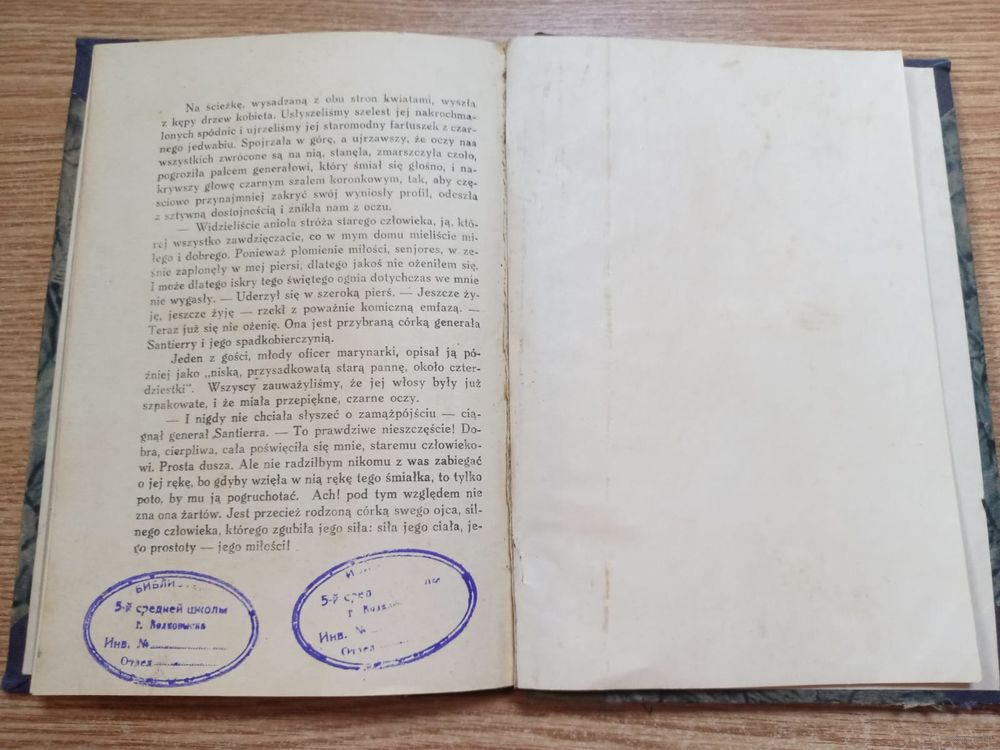 Na ścieżkę, wysadzaną z obu stron kwiatami, wyszła
z kępy drzew kobieta. Usłyszeliśmy szelest jej nakrochma-
lonych spódnic i ujrzeliśmy jej staromodny fartuszek z czar-
nego jedwabiu. Spojrzała w górę, a ujrzawszy, że oczy nas
wszystkich zwrócone są na nią, stanęła, zmarszczyła czoło,
pogroziła palcem generałowi, który śmiał się głośno, i na-
krywszy głowę czarnym szalem koronkowym, tak, aby czę-
ściowo przynajmniej zakryć swój wyniosły profil, odeszła
z sztywną dostojnością i znikła nam z oczu.
— Widzieliście anioła stróża starego człowieka, ją, któ-
rej wszystko zawdzięczacie, co w mym domu mieliście mi-
łego i dobrego. Ponieważ płomienie miłości, senjores, w ze-
śnie zapłonęły w mej piersi, dlatego jakoś nie ożeniłem się.
I może dlatego iskry tego świętego ognia dotychczas we mnie
nie wygasły. — Uderzył się w szeroką pierś. — Jeszcze ży-
ję, jeszcze żyję — rzekł z poważnie komiczną emfazą. —
Teraz już się nie ożenię. Ona jest przybraną córką generała
Santierry i jego spadkobierczynią.
Jeden z gości, młody oficer marynarki, opisał ją pó-
źniej jako „niską, przysadkowatą starą pannę, około czter-
dziestki". Wszyscy zauważyliśmy, że jej włosy były już
szpakowate, i że miała przepiękne, czarne oczy.
— I nigdy nie chciała słyszeć o zamążpójściu — cią-
gnął generał Santierra. — To prawdziwe nieszczęście! Do-
bra, cierpliwa, cała poświęciła się mnie, staremu człowieko-
wi. Prosta dusza. Ale nie radziłbym nikomu z was zabiegać
o jej rękę, bo gdyby wzięła w nią rękę tego śmiałka, to tylko
poto, by mu ją pogruchotać. Ach! pod tym względem nie
zna ona żartów. Jest przecież rodzoną córką swego ojca, sil-
nego człowieka, którego zgubiła jego siła: siła jego ciała, je-
go prostoty — jego miłości!
БИБЛИ
5-й средней школы
г. Волковыска
Инв. №
Отдел
5-й сред
г. Волк
Инв. №
Отдел